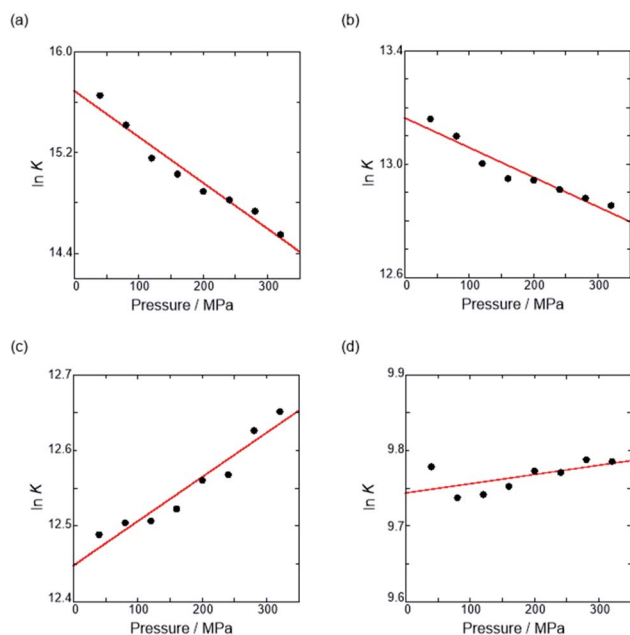 (a)
(b)
16.0
15.2
14.4
ln K
0
100
200
300
Pressure / MPa
13.4
13.0
12.6
ln K
0
100
200
300
Pressure / MPa
(c)
(d)
12.7
12.6
12.5
12.4
ln K
0
100
200
300
Pressure / MPa
9.9
9.8
9.7
9.6
ln K
0
100
200
300
Pressure / MPa